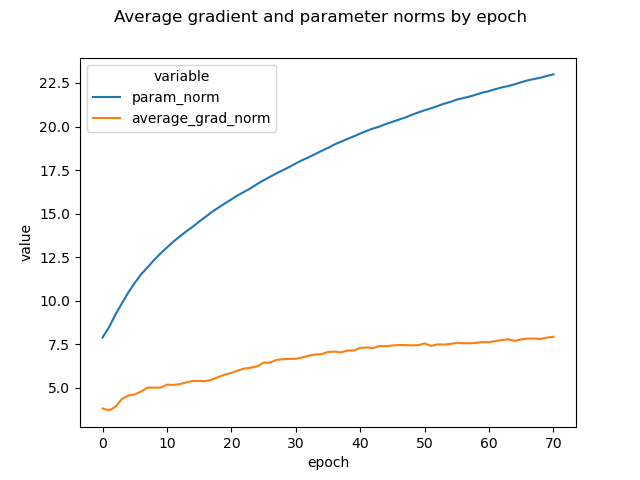 Average gradient and parameter norms by epoch
variable
param_norm
average_grad_norm
22.5
20.0
17.5
15.0
12.5
10.0
7.5
5.0
value
0 10 20 30 40 50 60 70
epoch